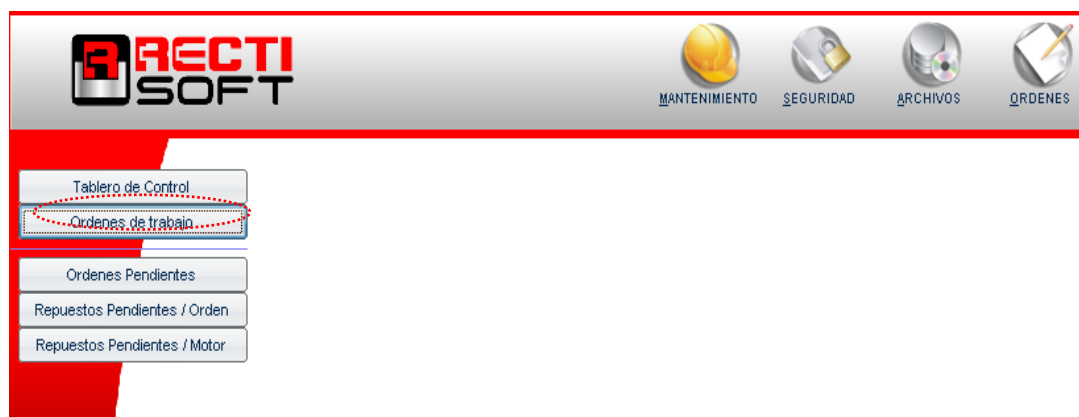 RECTI
SOFT
MANTENIMIENTO SEGURIDAD ARCHIVOS ORDENES
Tablero de Control
Ordenes de trabajo
Ordenes Pendientes
Repuestos Pendientes / Orden
Repuestos Pendientes / Motor